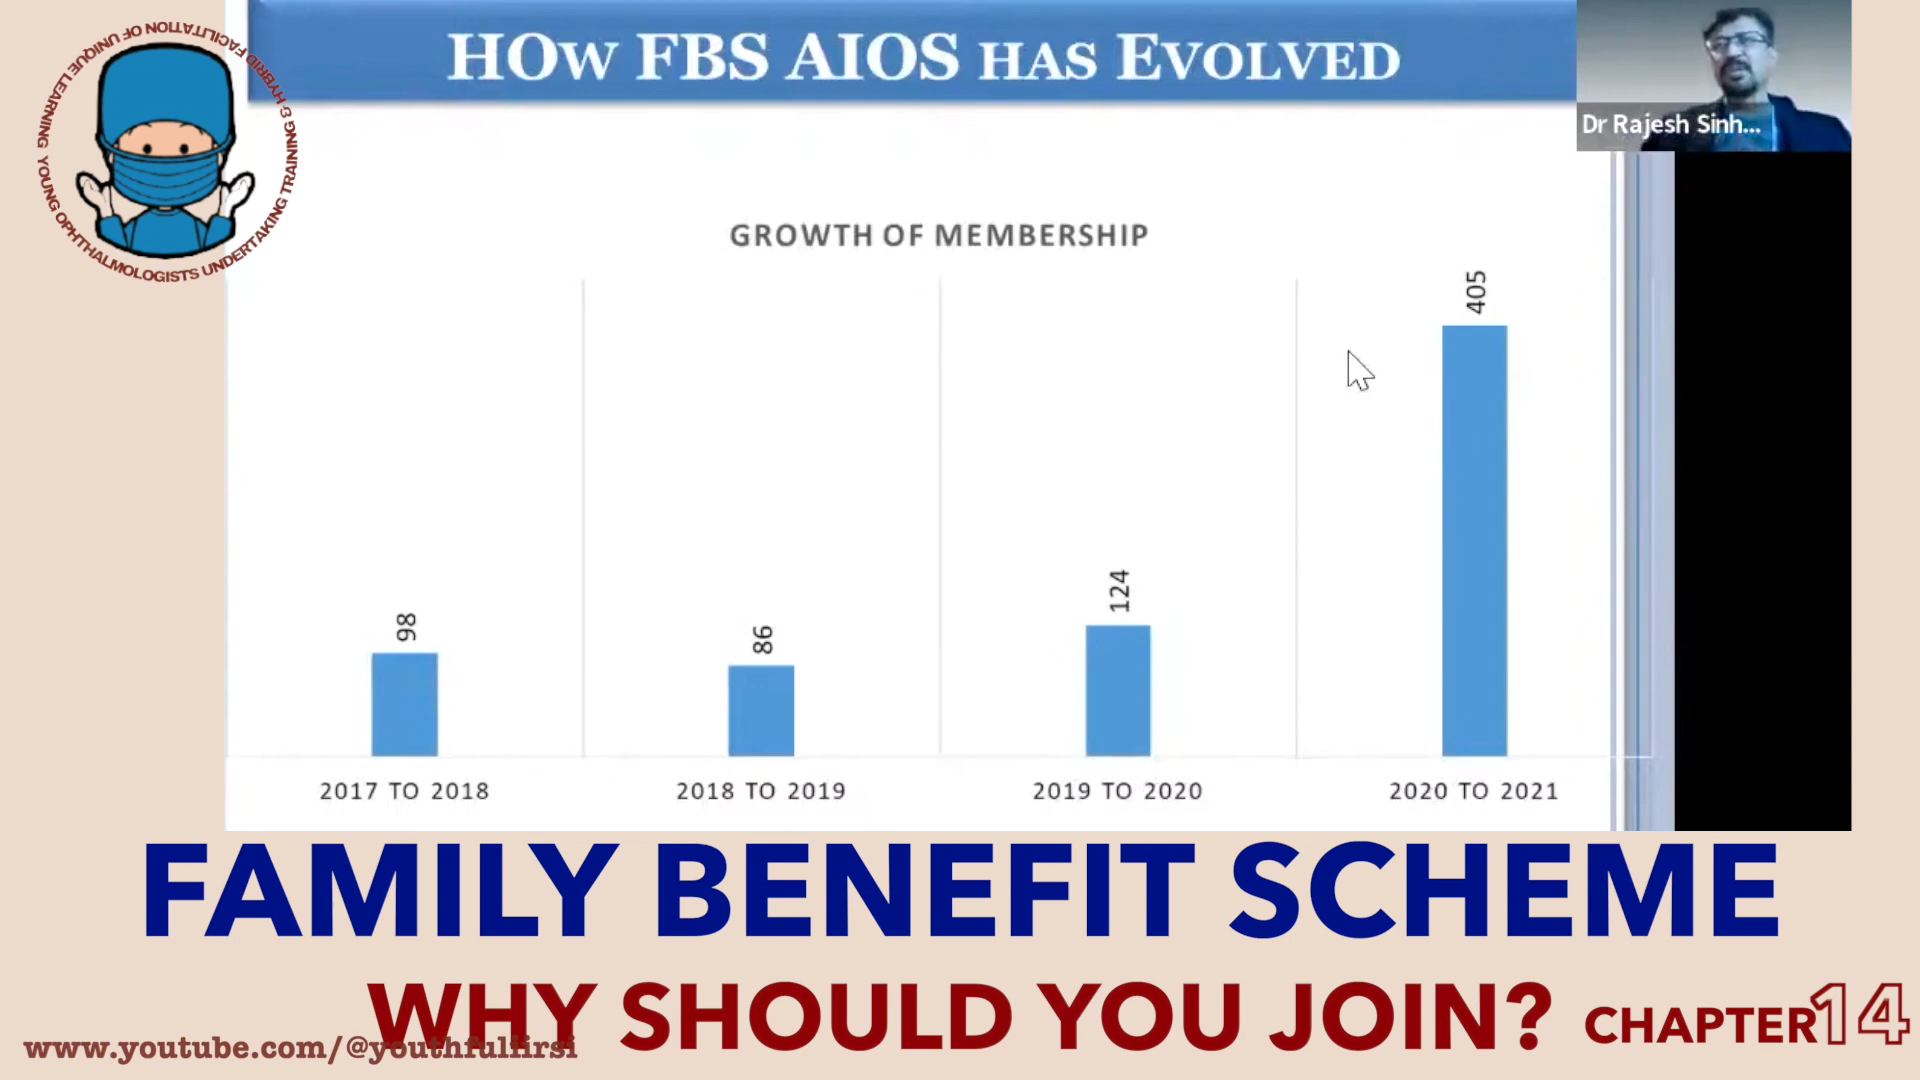 HOW FBS AIOS HAS EVOLVED
Dr Rajesh Sinh...
YOUNG OPHTHALMOLOGISTS UNDERTAKING TRAINING & HYBRID FACILITATION OF UNIQUE LEARNING
GROWTH OF MEMBERSHIP
98
86
124
405
2017 TO 2018
2018 TO 2019
2019 TO 2020
2020 TO 2021
FAMILY BENEFIT SCHEME
WHY SHOULD YOU JOIN?
CHAPTER 14
www.youtube.com/@youthfulfirsi